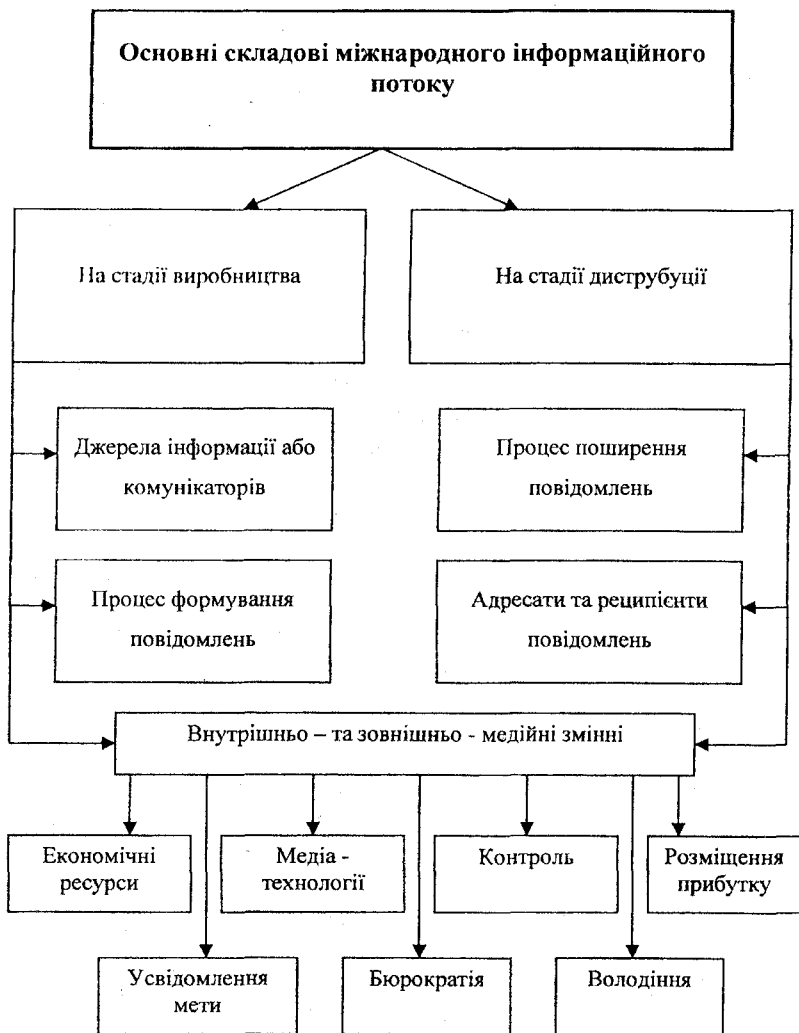 Основні складові міжнародного інформаційного
потоку
На стадії виробництва
На стадії диструбуції
Джерела інформації або
комунікаторів
Процес поширення
повідомлень
Процес формування
повідомлень
Адресати та реципієнти
повідомлень
Внутрішньо – та зовнішньо - медійні змінні
Економічні
ресурси
Медіа -
технології
Контроль
Розміщення
прибутку
Усвідомлення
мети
Бюрократія
Володіння